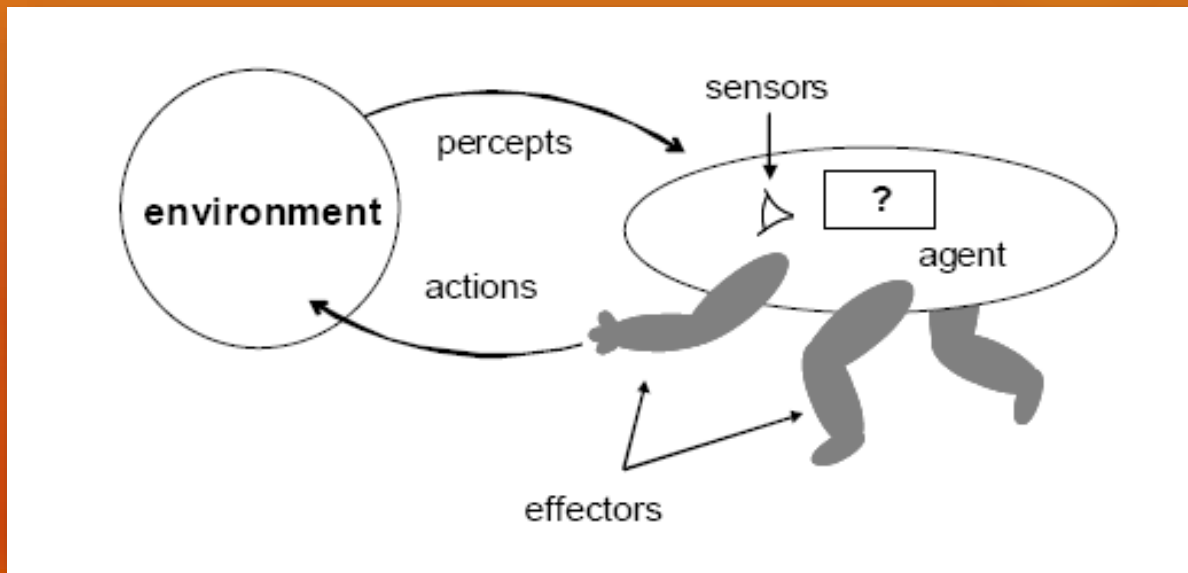 sensors
percepts
environment
?
agent
actions
effectors